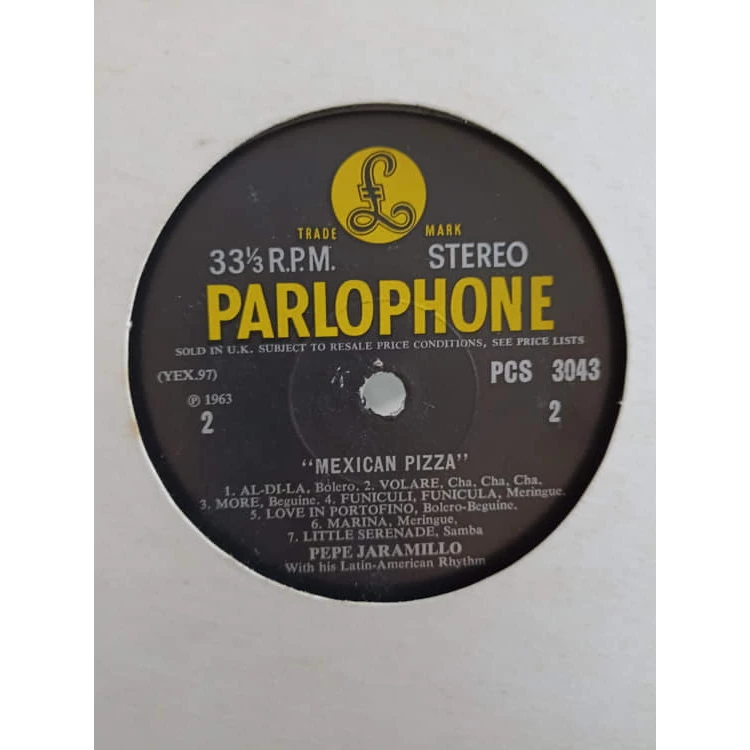 £
TRADE MARK
33⅓ R.P.M. STEREO
PARLOPHONE
SOLD IN U.K. SUBJECT TO RESALE PRICE CONDITIONS, SEE PRICE LISTS
(YEX.97) PCS 3043
℗ 1963
2 2
"MEXICAN PIZZA"
1. AL-DI-LA, Bolero. 2. VOLARE, Cha, Cha, Cha.
3. MORE, Beguine. 4. FUNICULI, FUNICULA, Meringue.
5. LOVE IN PORTOFINO, Bolero-Beguine.
6. MARINA, Meringue,
7. LITTLE SERENADE, Samba
PEPE JARAMILLO
With his Latin-American Rhythm